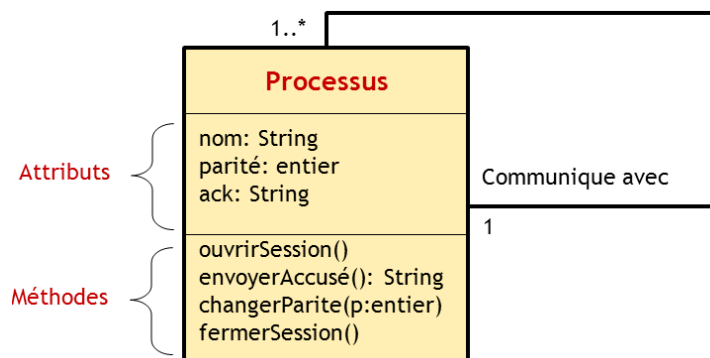 1..*
Processus
nom: String
parité: entier
ack: String
Attributs
Communique avec
1
ouvrirSession()
envoyerAccusé(): String
changerParite(p:entier)
fermerSession()
Méthodes